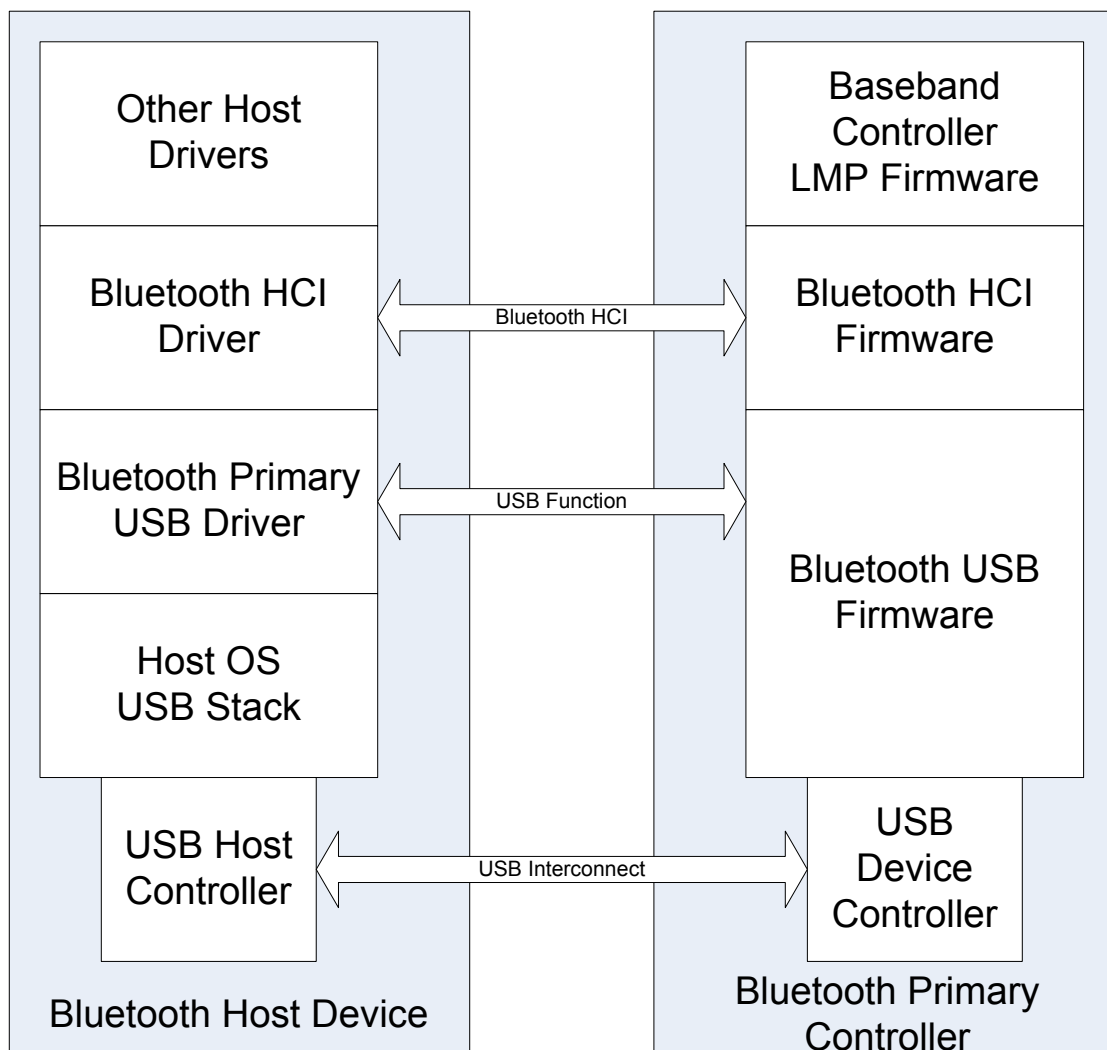 Other Host
Drivers
Bluetooth HCI
Driver
Bluetooth Primary
USB Driver
Host OS
USB Stack
USB Host
Controller
Bluetooth Host Device
Bluetooth HCI
USB Function
USB Interconnect
Baseband
Controller
LMP Firmware
Bluetooth HCI
Firmware
Bluetooth USB
Firmware
USB
Device
Controller
Bluetooth Primary
Controller